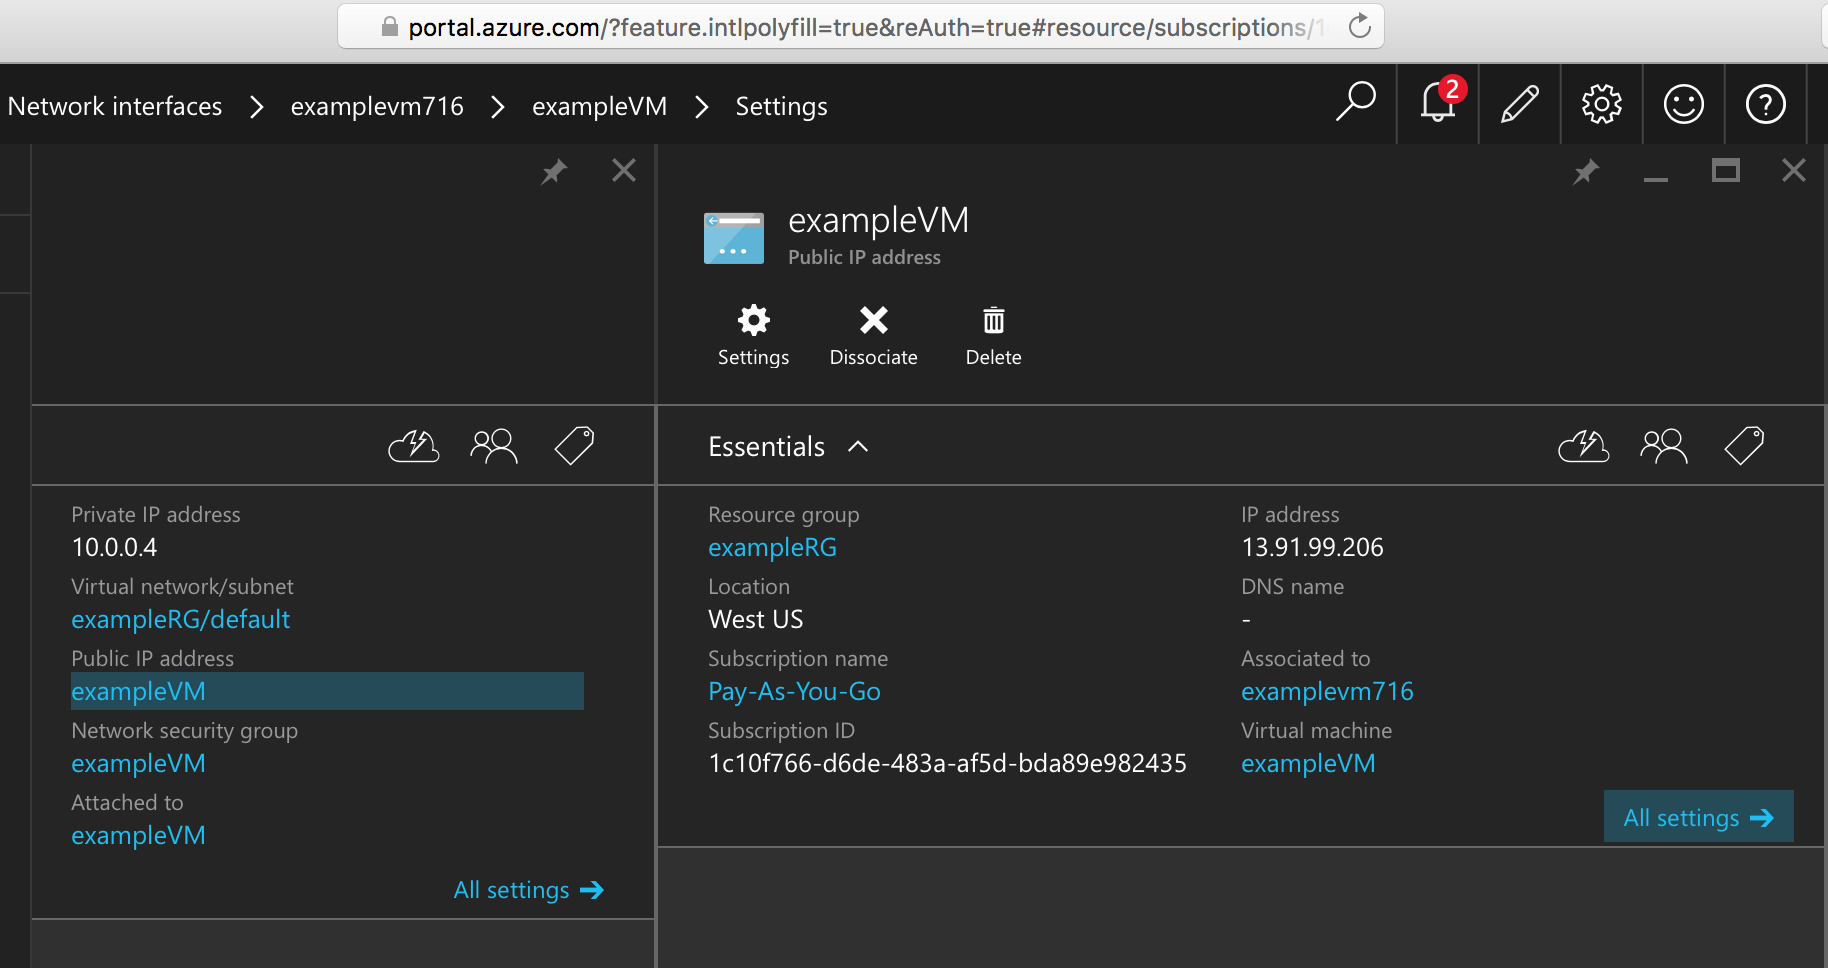 portal.azure.com/?feature.intlpolyfill=true&reAuth=true#resource/subscriptions/1
Network interfaces > examplevm716 > exampleVM > Settings
2
?
exampleVM
Public IP address
Settings
Dissociate
Delete
Private IP address
10.0.0.4
Virtual network/subnet
exampleRG/default
Public IP address
exampleVM
Network security group
exampleVM
Attached to
exampleVM
All settings →
Essentials
Resource group
exampleRG
Location
West US
Subscription name
Pay-As-You-Go
Subscription ID
1c10f766-d6de-483a-af5d-bda89e982435
IP address
13.91.99.206
DNS name
-
Associated to
examplevm716
Virtual machine
exampleVM
All settings →